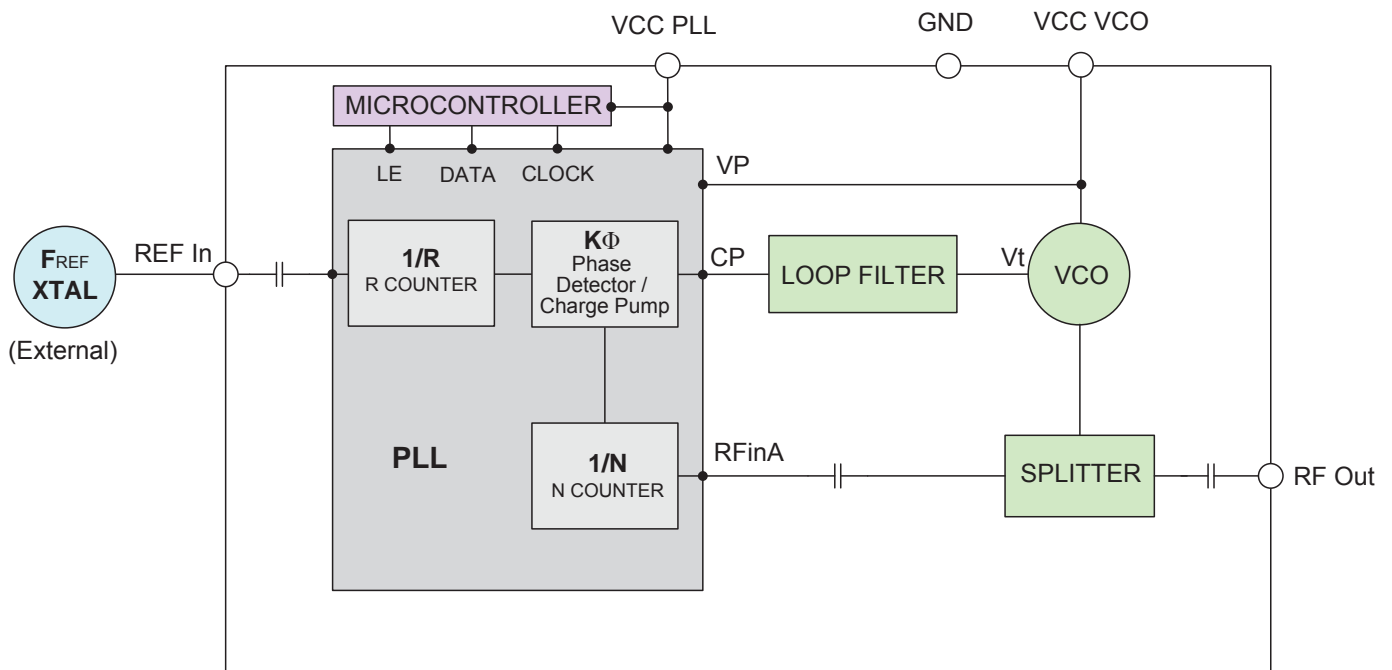 VCC PLL
GND
VCC VCO
MICROCONTROLLER
LE
DATA
CLOCK
VP
FREF
XTAL
(External)
REF In
1/R
R COUNTER
KΦ
Phase
Detector /
Charge Pump
CP
LOOP FILTER
Vt
VCO
PLL
1/N
N COUNTER
RFinA
SPLITTER
RF Out